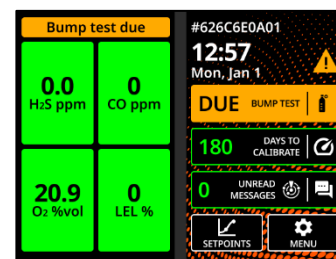 Bump test due
0.0
H₂S ppm
0
CO ppm
20.9
O₂ %vol
0
LEL %
#626C6E0A01
12:57
Mon, Jan 1
DUE BUMP TEST
180 DAYS TO
CALIBRATE
0 UNREAD
MESSAGES
SETPOINTS
MENU